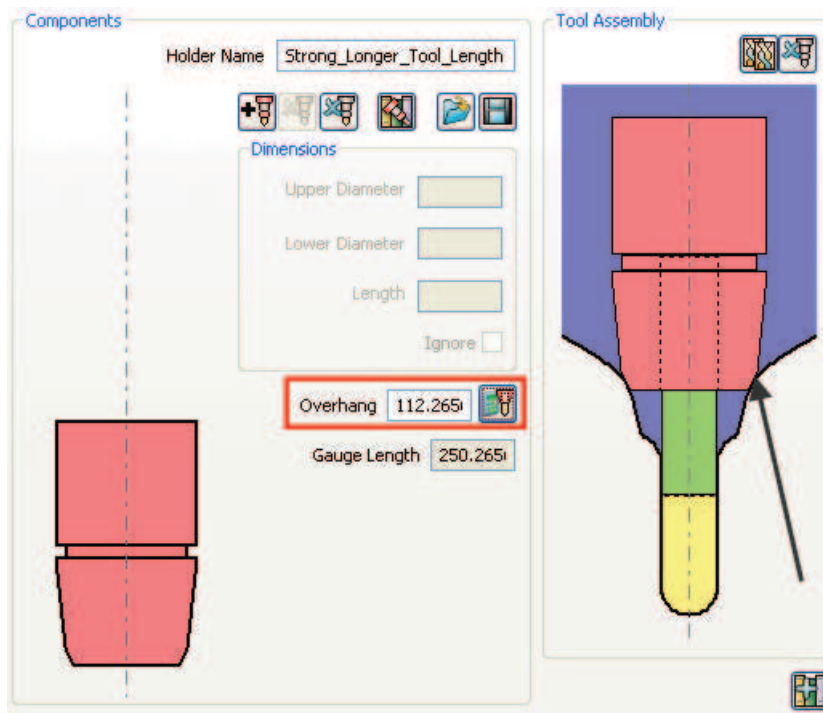 Components
Holder Name Strong_Longer_Tool_Length
Dimensions
Upper Diameter
Lower Diameter
Length
Ignore
Overhang 112.265
Gauge Length 250.265
Tool Assembly